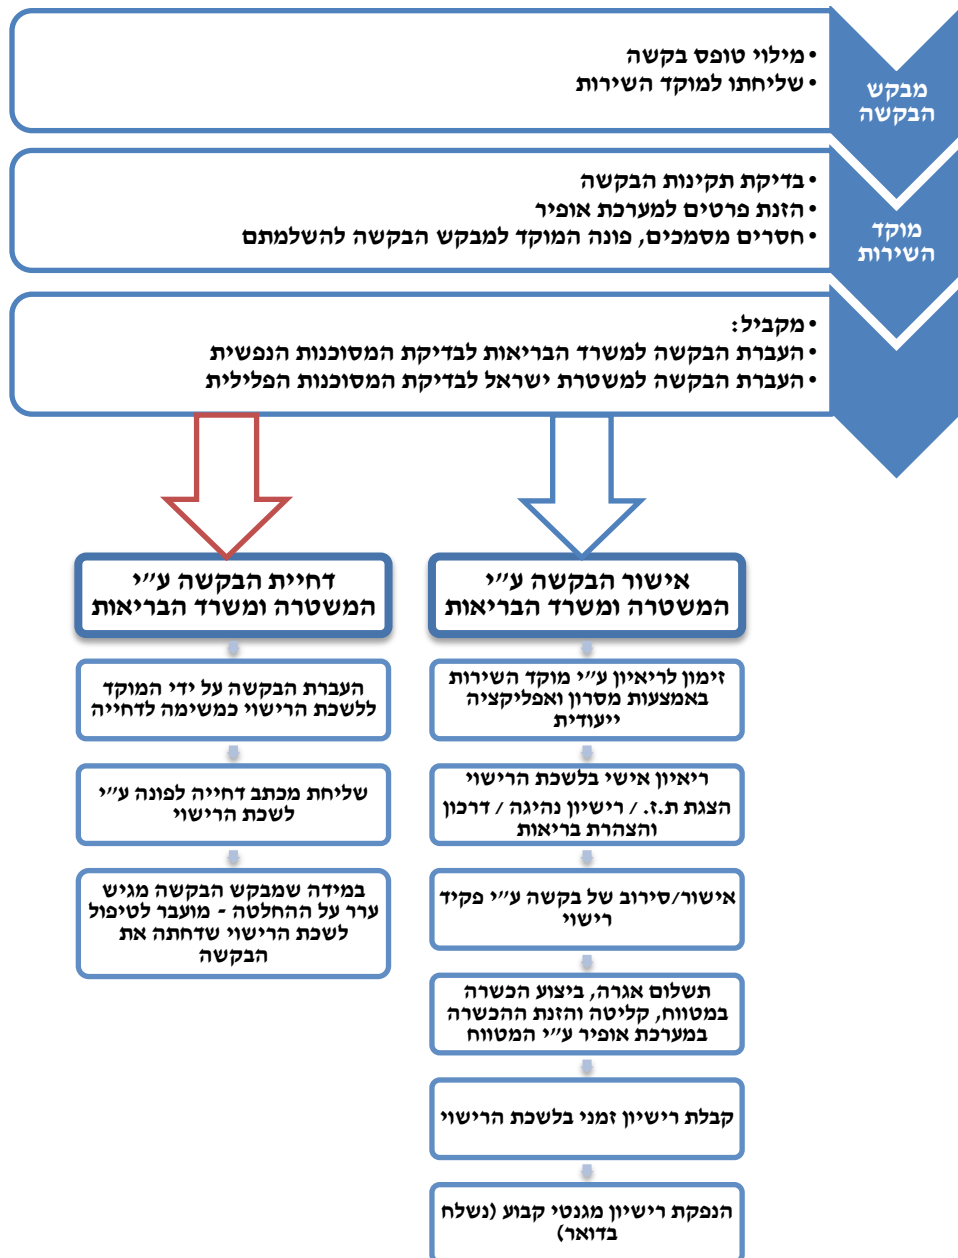 מבקש
הבקשה
•מילוי טופס בקשה
•שליחתו למוקד השירות
מוקד
השירות
•בדיקת תקינות הבקשה
•הזנת פרטים למערכת אופיר
•חסרים מסמכים, פונה המוקד למבקש הבקשה להשלמתם
•מקביל:
•העברת הבקשה למשרד הבריאות לבדיקת המסוכנות הנפשית
•העברת הבקשה למשטרת ישראל לבדיקת המסוכנות הפלילית
אישור הבקשה ע״י
המשטרה ומשרד הבריאות
זימון לריאיון ע״י מוקד השירות
באמצעות מסרון ואפליקציה
ייעודית
ריאיון אישי בלשכת הרישוי
הצגת ת.ז. / רישיון נהיגה / דרכון
והצהרת בריאות
אישור/סירוב של בקשה ע״י פקיד
רישוי
תשלום אגרה, ביצוע הכשרה
במטווח, קליטה והזנת ההכשרה
במערכת אופיר ע״י המטווח
קבלת רישיון זמני בלשכת הרישוי
הנפקת רישיון מגנטי קבוע (נשלח
בדואר)
דחיית הבקשה ע״י
המשטרה ומשרד הבריאות
העברת הבקשה על ידי המוקד
ללשכת הרישוי כמשימה לדחייה
שליחת מכתב דחייה לפונה ע״י
לשכת הרישוי
במידה שמבקש הבקשה מגיש
ערר על ההחלטה - מועבר לטיפול
לשכת הרישוי שדחתה את
הבקשה